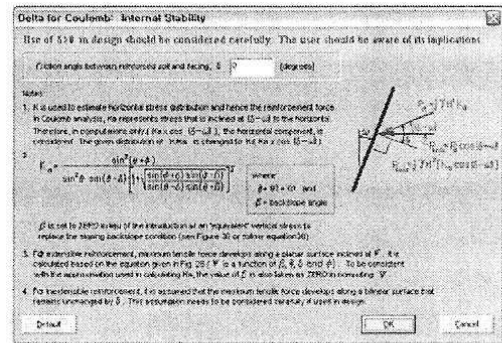 Delta for Coulomb: Internal Stability
Use of δ>0 in design should be considered carefully. The user should be aware of its implications
Friction angle between reinforced soil and facing, δ [degrees]
Notes
1. K is used to estimate horizontal stress distribution and hence the reinforcement force
in Coulomb analysis, Ka represents stress that is inclined at (δ-ω) to the horizontal.
Therefore, in computations only ( Ka x cos (δ-ω) ), the horizontal component, is
considered. The given distribution of is changed to Ka x cos (δ-ω)
2.
where
and
= backslope angle
β is set to ZERO in view of the introduction of an "equivalent" vertical stress to
replace the sloping backslope condition (see Figure 30 or follow equation 30)
3. For extensible reinforcement, maximum tensile force develops along a planar surface inclined at Ψ. It is
calculated based on the equation given in Fig. 28 ( Ψ is a function of β, θ, δ and φ). To be consistent
with the approximation used in calculating Ka, the value of β is also taken as ZERO in computing Ψ.
4. For inextensible reinforcement, it is assumed that the maximum tensile force develops along a bilinear surface that
remains unchanged by δ. This assumption needs to be considered carefully if used in design.
Default OK Cancel